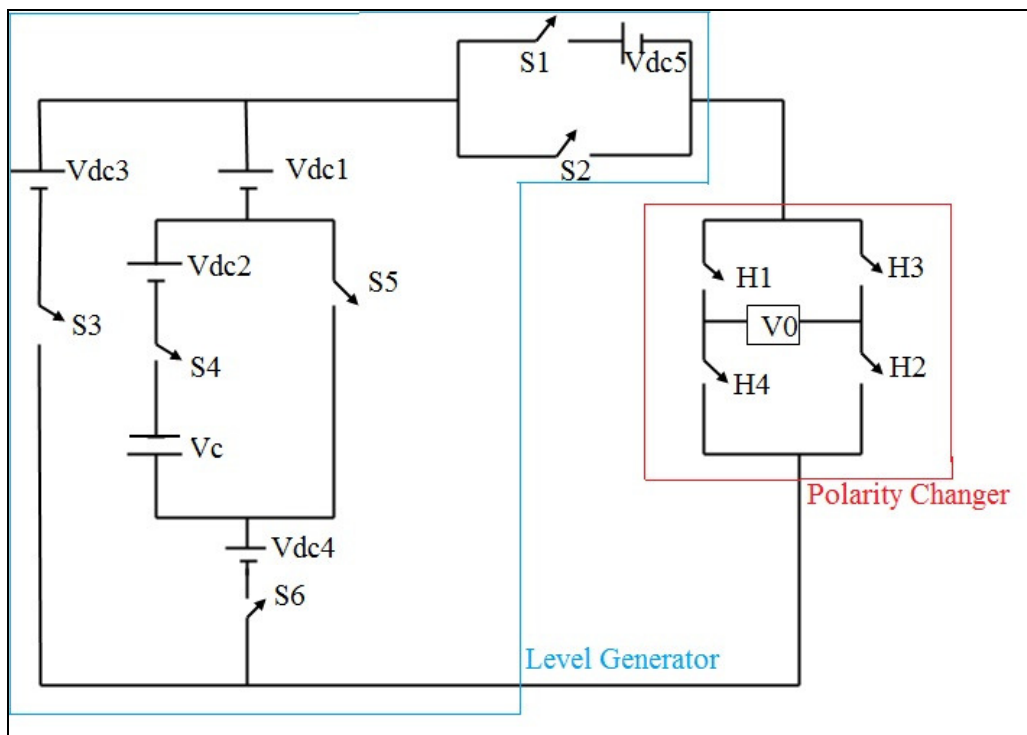 S1
Vdc5
S2
Vdc3
Vdc1
Vdc2
S5
S3
S4
Vc
Vdc4
S6
H1
H3
V0
H4
H2
Polarity Changer
Level Generator